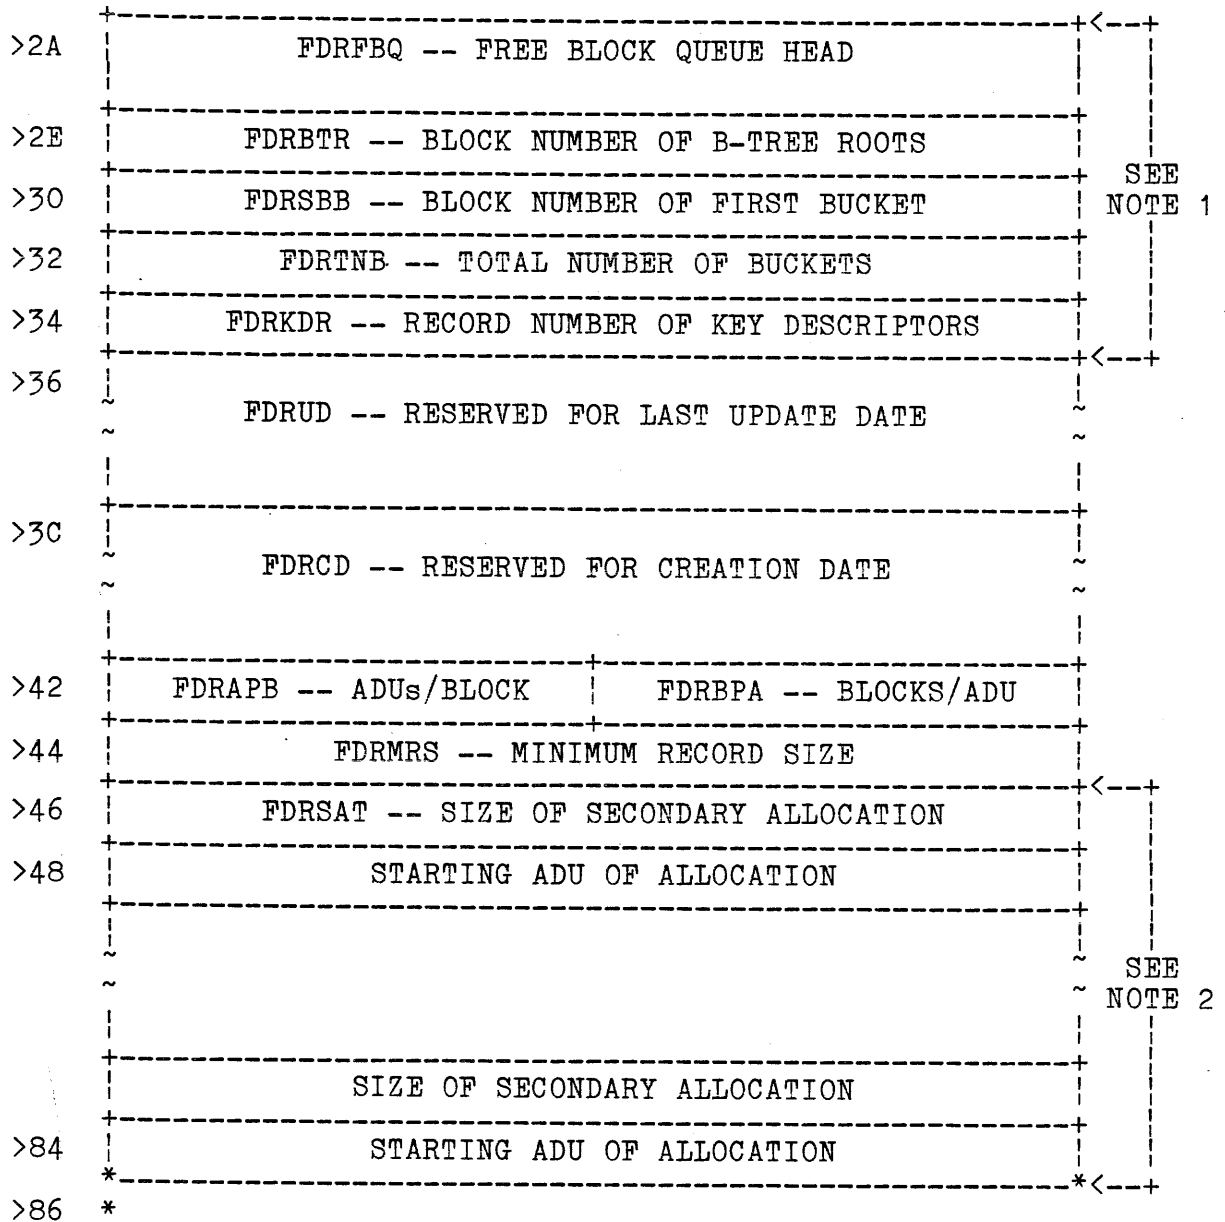 >2A FDRFBQ -- FREE BLOCK QUEUE HEAD
>2E FDRBTR -- BLOCK NUMBER OF B-TREE ROOTS
SEE
>30 FDRSBB -- BLOCK NUMBER OF FIRST BUCKET NOTE 1
>32 FDRTNB -- TOTAL NUMBER OF BUCKETS
>34 FDRKDR -- RECORD NUMBER OF KEY DESCRIPTORS
>36
FDRUD -- RESERVED FOR LAST UPDATE DATE
>3C
FDRCD -- RESERVED FOR CREATION DATE
>42 FDRAPB -- ADUs/BLOCK FDRBPA -- BLOCKS/ADU
>44 FDRMRS -- MINIMUM RECORD SIZE
>46 FDRSAT -- SIZE OF SECONDARY ALLOCATION
>48 STARTING ADU OF ALLOCATION
SEE
NOTE 2
SIZE OF SECONDARY ALLOCATION
>84 STARTING ADU OF ALLOCATION
>86 *